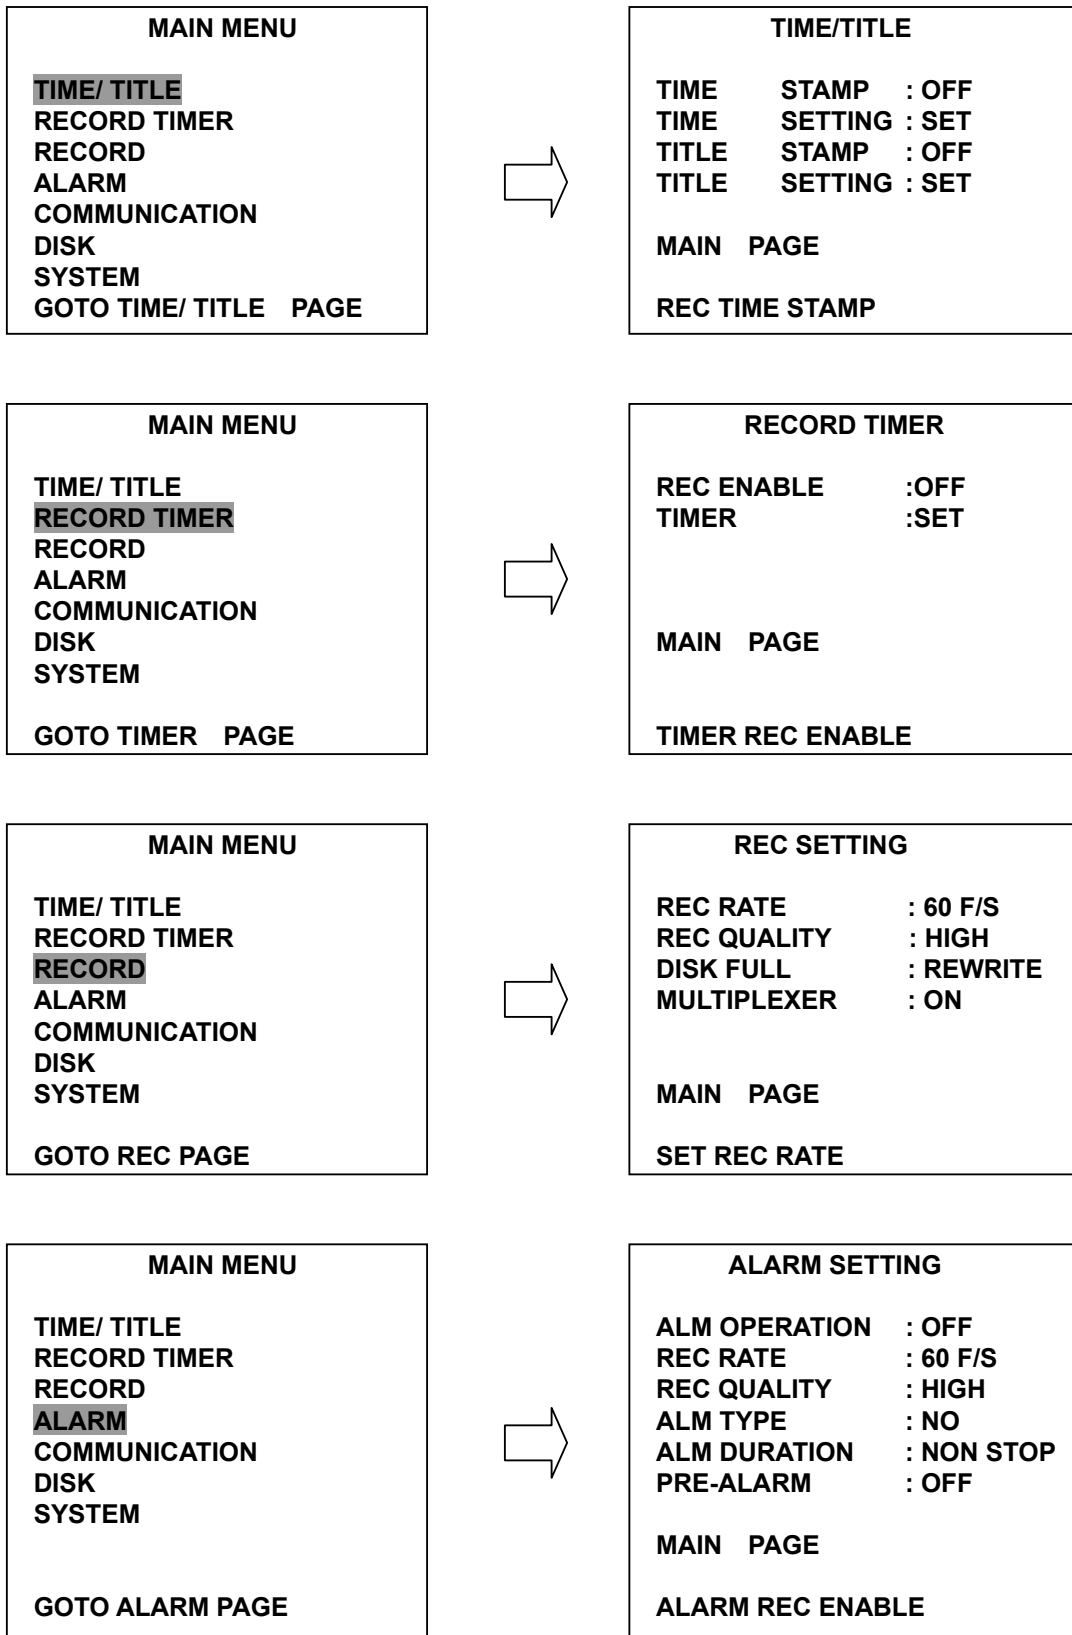 MAIN MENU
TIME/ TITLE
RECORD TIMER
RECORD
ALARM
COMMUNICATION
DISK
SYSTEM
GOTO TIME/ TITLE PAGE
TIME/TITLE
TIME STAMP : OFF
TIME SETTING : SET
TITLE STAMP : OFF
TITLE SETTING : SET
MAIN PAGE
REC TIME STAMP
MAIN MENU
TIME/ TITLE
RECORD TIMER
RECORD
ALARM
COMMUNICATION
DISK
SYSTEM
GOTO TIMER PAGE
RECORD TIMER
REC ENABLE :OFF
TIMER :SET
MAIN PAGE
TIMER REC ENABLE
MAIN MENU
TIME/ TITLE
RECORD TIMER
RECORD
ALARM
COMMUNICATION
DISK
SYSTEM
GOTO REC PAGE
REC SETTING
REC RATE : 60 F/S
REC QUALITY : HIGH
DISK FULL : REWRITE
MULTIPLEXER : ON
MAIN PAGE
SET REC RATE
MAIN MENU
TIME/ TITLE
RECORD TIMER
RECORD
ALARM
COMMUNICATION
DISK
SYSTEM
GOTO ALARM PAGE
ALARM SETTING
ALM OPERATION : OFF
REC RATE : 60 F/S
REC QUALITY : HIGH
ALM TYPE : NO
ALM DURATION : NON STOP
PRE-ALARM : OFF
MAIN PAGE
ALARM REC ENABLE